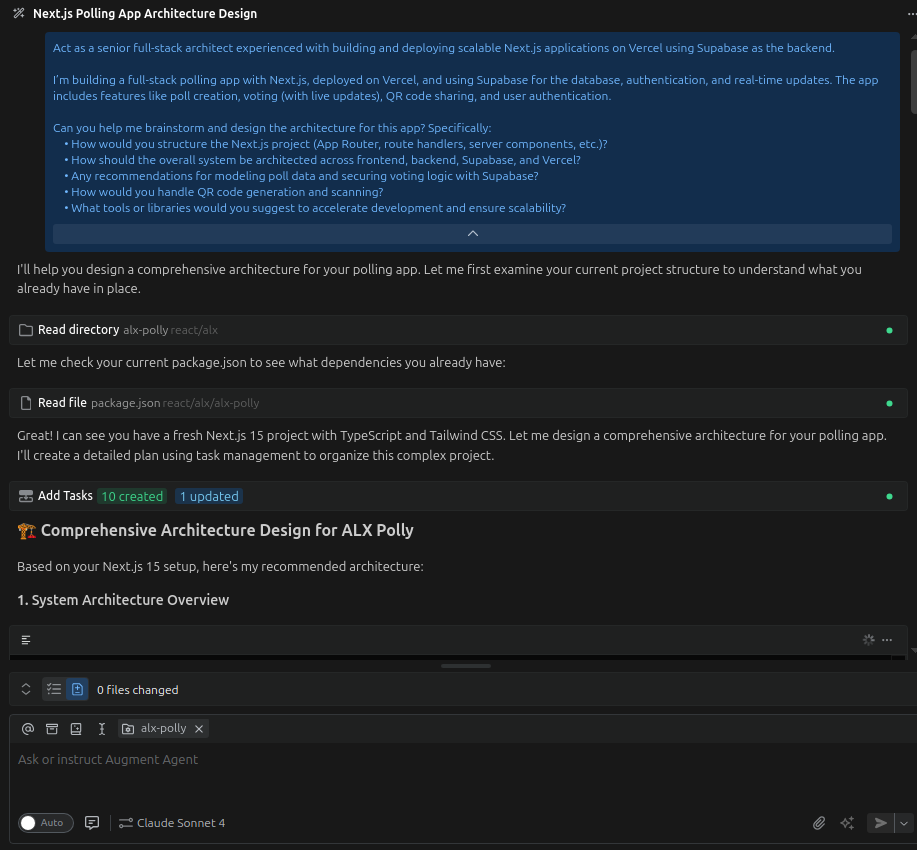 Next.js Polling App Architecture Design
Act as a senior full-stack architect experienced with building and deploying scalable Next.js applications on Vercel using Supabase as the backend.
I'm building a full-stack polling app with Next.js, deployed on Vercel, and using Supabase for the database, authentication, and real-time updates. The app
includes features like poll creation, voting (with live updates), QR code sharing, and user authentication.
Can you help me brainstorm and design the architecture for this app? Specifically:
• How would you structure the Next.js project (App Router, route handlers, server components, etc.)?
• How should the overall system be architected across frontend, backend, Supabase, and Vercel?
• Any recommendations for modeling poll data and securing voting logic with Supabase?
• How would you handle QR code generation and scanning?
• What tools or libraries would you suggest to accelerate development and ensure scalability?
I'll help you design a comprehensive architecture for your polling app. Let me first examine your current project structure to understand what you
already have in place.
Read directory alx-polly react/alx
Let me check your current package.json to see what dependencies you already have:
Read file package.json react/alx/alx-polly
Great! I can see you have a fresh Next.js 15 project with TypeScript and Tailwind CSS. Let me design a comprehensive architecture for your polling app.
I'll create a detailed plan using task management to organize this complex project.
Add Tasks 10 created 1 updated
🏗️ Comprehensive Architecture Design for ALX Polly
Based on your Next.js 15 setup, here's my recommended architecture:
1. System Architecture Overview
0 files changed
alx-polly
Ask or instruct Augment Agent
Auto
Claude Sonnet 4